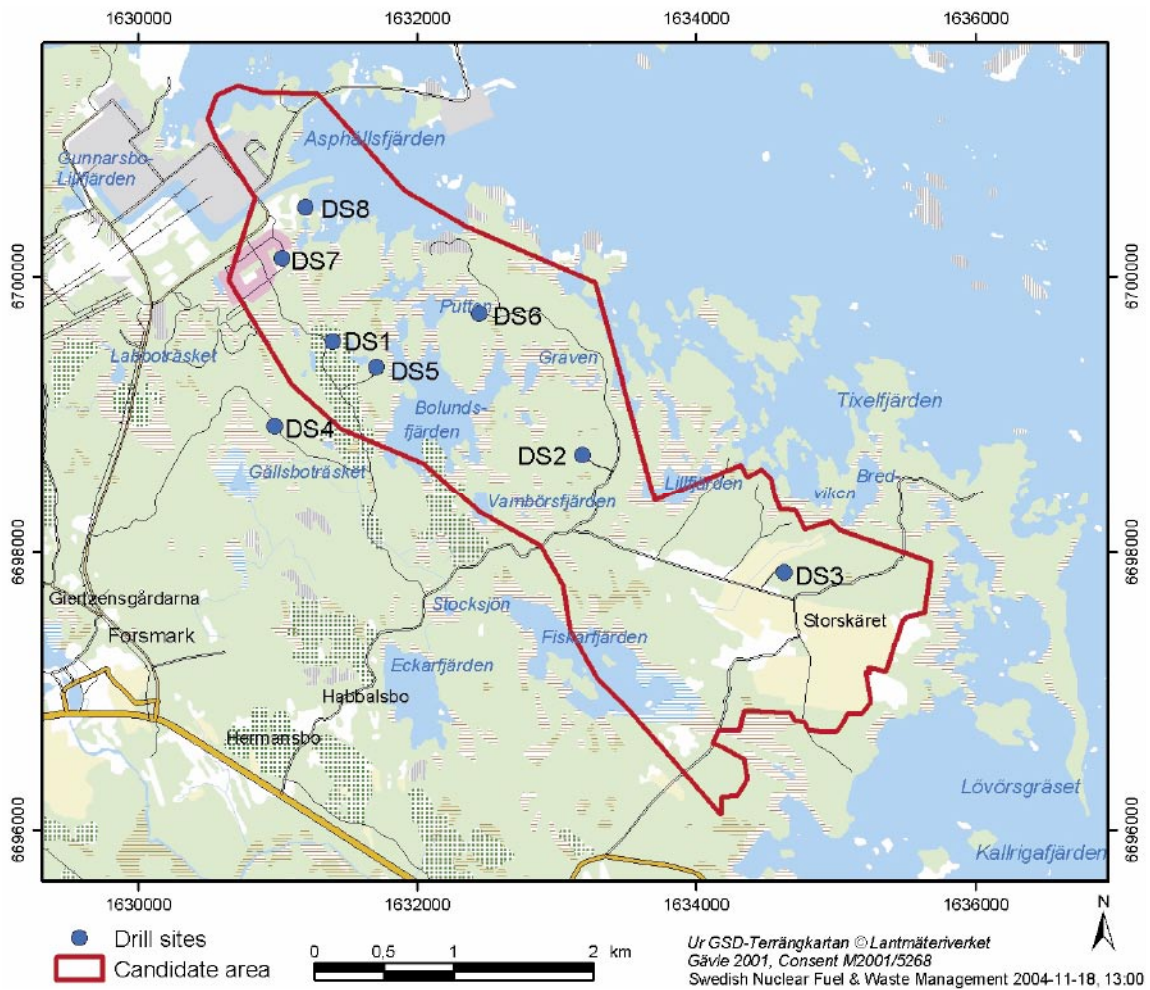 1630000
1632000
1634000
1636000
Asphällsfjärden
Gunnarsbo-
Lillfjärden
DS8
DS7
6700000
6700000
Puttan
DS6
DS1
Labboträsket
Graven
DS5
Bolunds-
fjärden
Tixelfjärden
DS4
DS2
Gällsboträsket
Lillfjärden
Bred-
viken
Vambörsfjärden
6698000
6698000
DS3
Giertzensgårdarna
Stocksjön
Storskäret
Forsmark
Fiskarfjärden
Eckarfjärden
Habbalsbo
Hermansbo
Lövörsgräset
6696000
6696000
Kallrigafjärden
1630000
1632000
1634000
1636000
Drill sites
Candidate area
0 0,5 1 2 km
N
Ur GSD-Terrängkartan © Lantmäteriverket
Gävle 2001, Consent M2001/5268
Swedish Nuclear Fuel & Waste Management 2004-11-18, 13:00